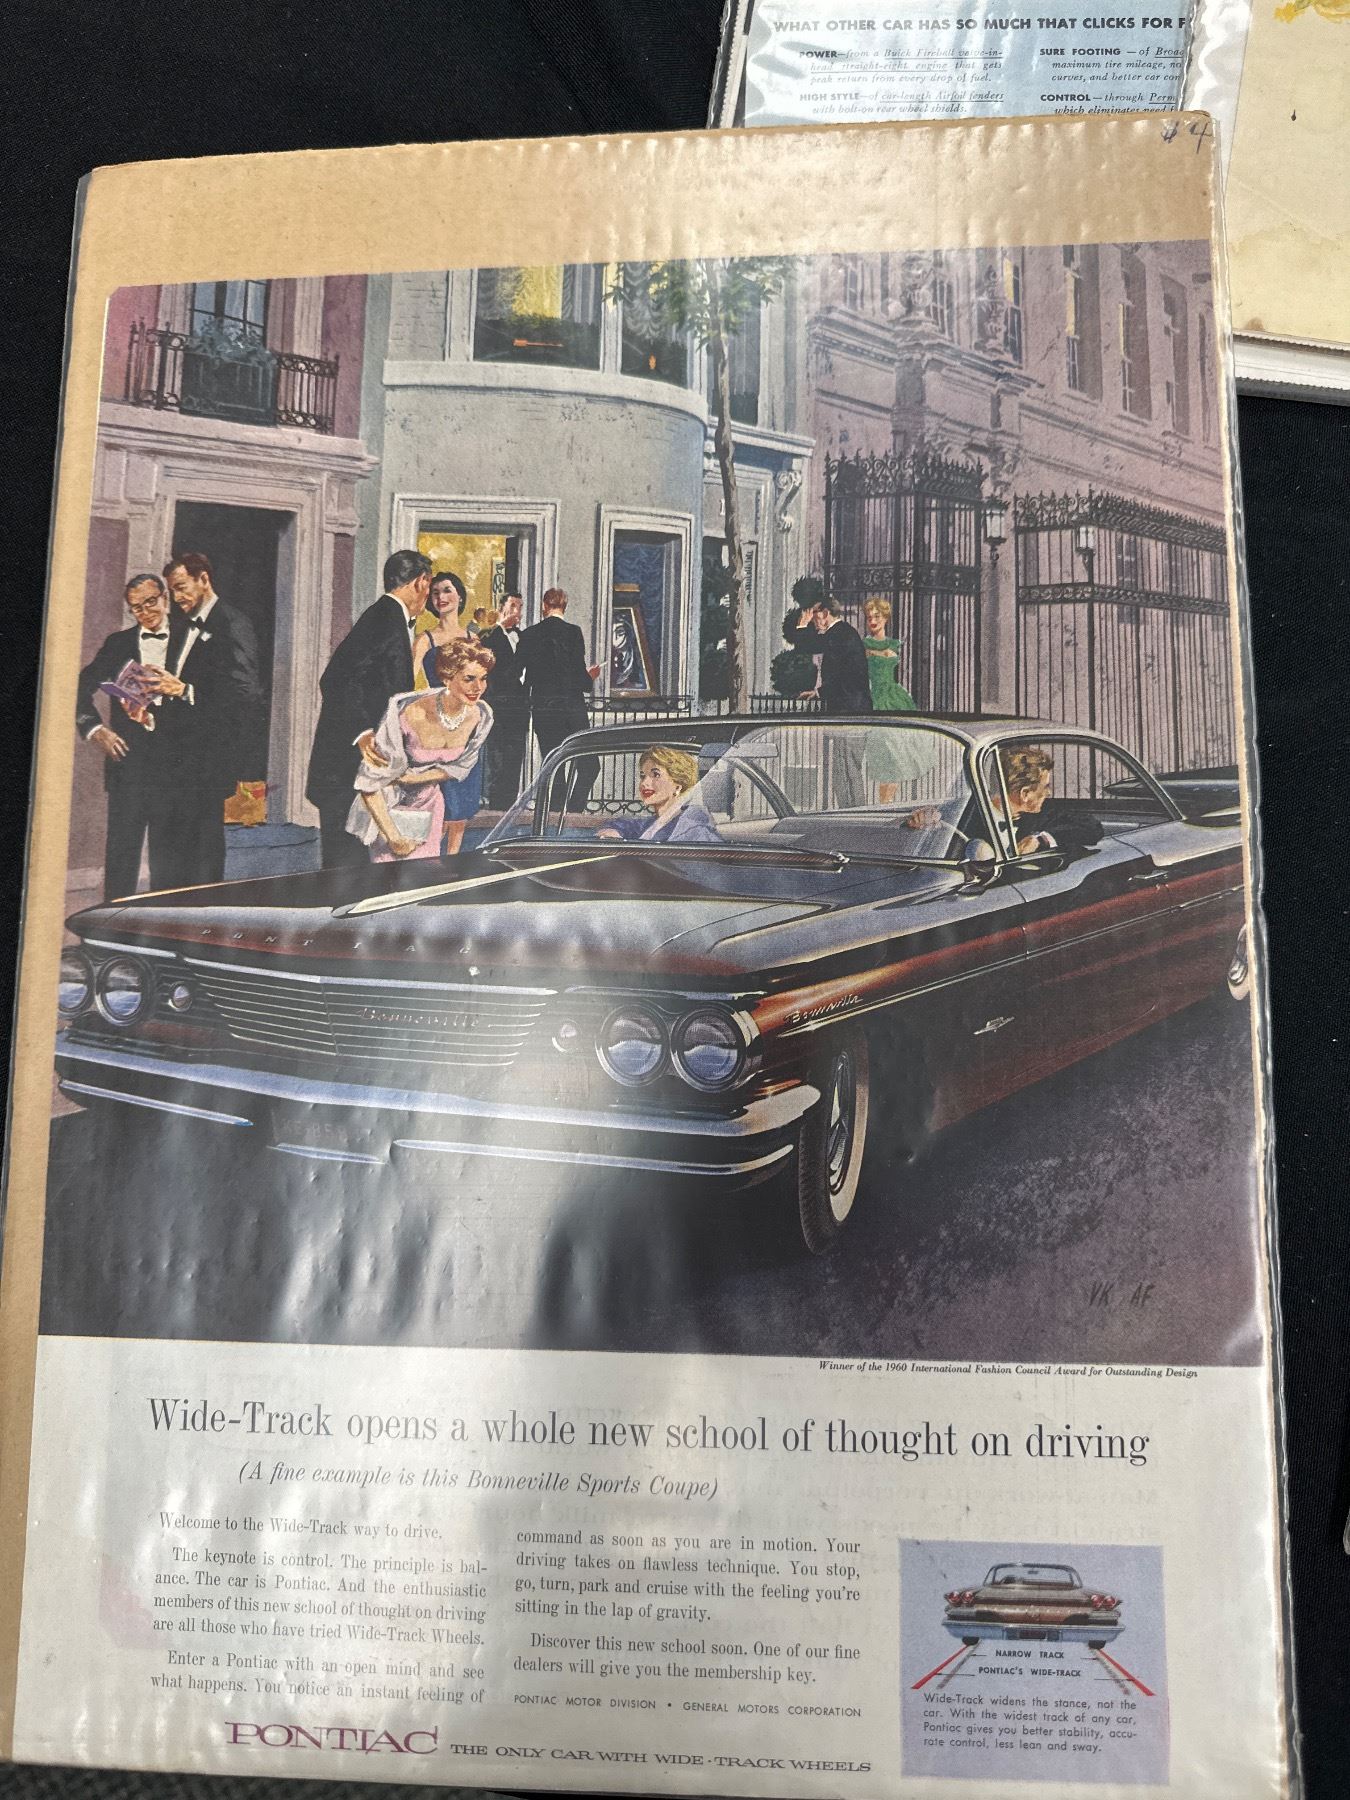 WHAT OTHER CAR HAS SO MUCH THAT CLICKS FOR
POWER—from a Buick Fireball valve-in-
head straight-eight engine that gets
peak return from every drop of fuel.
HIGH STYLE—of car-length Airfoil fenders
with bolt-on rear wheel shields.
SURE FOOTING—of
maximum tire mileage,
curves, and better car
CONTROL—through
which eliminates need
$4
PONTIAC
Bonneville
Bonneville
VK AF
Winner of the 1960 International Fashion Council Award for Outstanding Design
Wide-Track opens a whole new school of thought on driving
(A fine example is this Bonneville Sports Coupe)
Welcome to the Wide-Track way to drive.
The keynote is control. The principle is bal-
ance. The car is Pontiac. And the enthusiastic
members of this new school of thought on driving
are all those who have tried Wide-Track Wheels.
Enter a Pontiac with an open mind and see
what happens. You notice an instant feeling of
command as soon as you are in motion. Your
driving takes on flawless technique. You stop,
go, turn, park and cruise with the feeling you're
sitting in the lap of gravity.
Discover this new school soon. One of our fine
dealers will give you the membership key.
PONTIAC MOTOR DIVISION • GENERAL MOTORS CORPORATION
PONTIAC THE ONLY CAR WITH WIDE-TRACK WHEELS
NARROW TRACK
PONTIAC'S WIDE-TRACK
Wide-Track widens the stance, not the
car. With the widest track of any car,
Pontiac gives you better stability, accu-
rate control, less lean and sway.